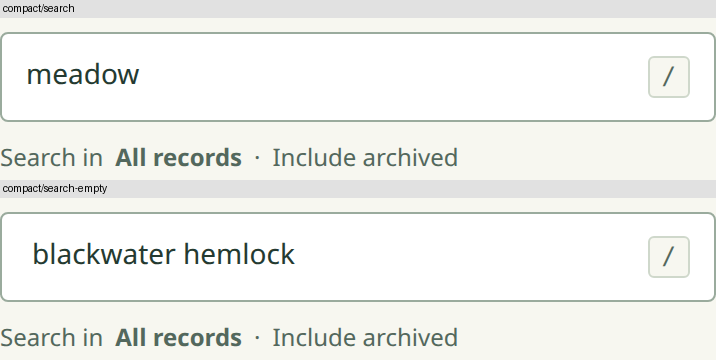 compact/search
meadow /
Search in All records · Include archived
compact/search-empty
blackwater hemlock /
Search in All records · Include archived